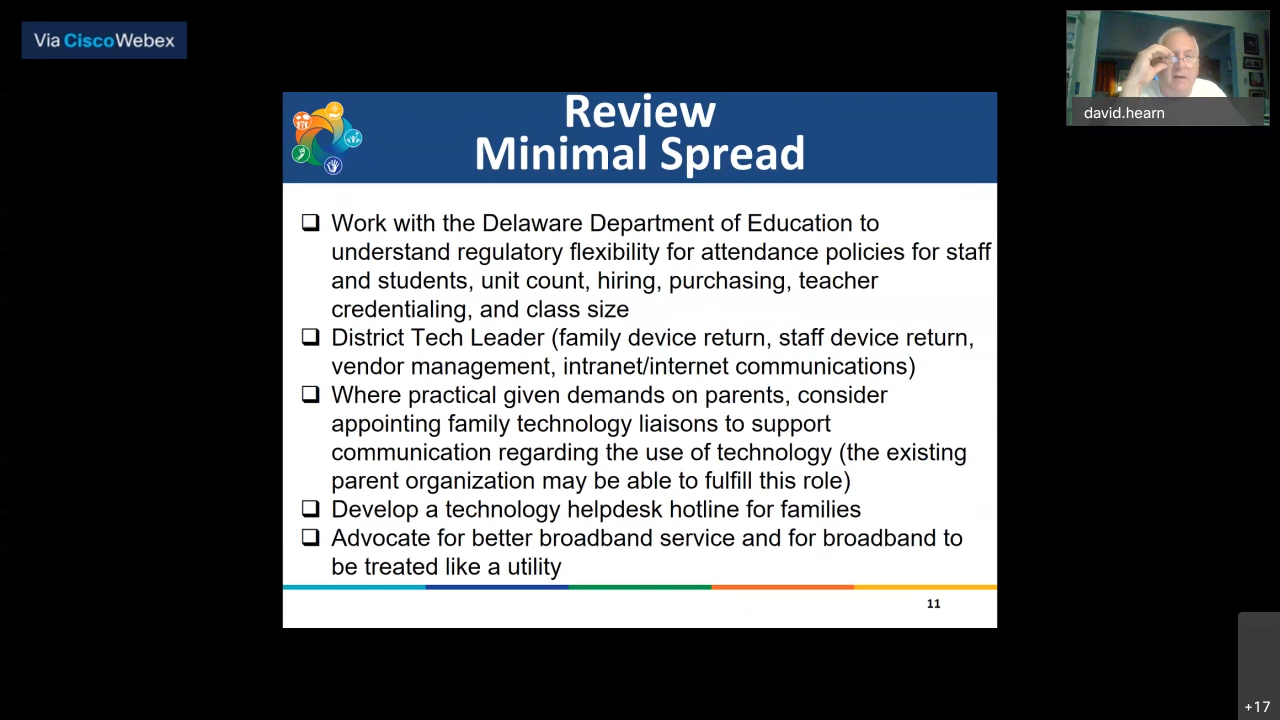 Via Cisco Webex
david.hearn
Review
Minimal Spread
❑ Work with the Delaware Department of Education to
understand regulatory flexibility for attendance policies for staff
and students, unit count, hiring, purchasing, teacher
credentialing, and class size
❑ District Tech Leader (family device return, staff device return,
vendor management, intranet/internet communications)
❑ Where practical given demands on parents, consider
appointing family technology liaisons to support
communication regarding the use of technology (the existing
parent organization may be able to fulfill this role)
❑ Develop a technology helpdesk hotline for families
❑ Advocate for better broadband service and for broadband to
be treated like a utility
11
+17